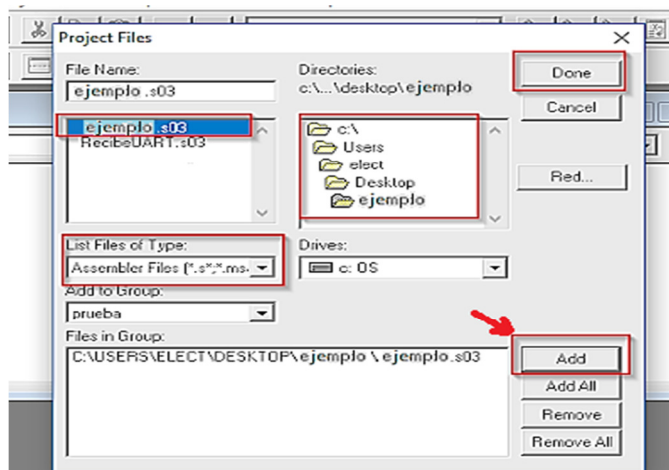 Project Files
File Name:
ejemplo .s03
ejemplo .s03
RecibeUART.s03
List Files of Type:
Assembler Files (*.s*;*.ms
Add to Group:
prueba
Directories:
c:\...\desktop\ejemplo
c:\
Users
elect
Desktop
ejemplo
Drives:
c: OS
Done
Cancel
Red...
Files in Group:
C:\USERS\ELECT\DESKTOP\ejemplo \ ejemplo.s03
Add
Add All
Remove
Remove All